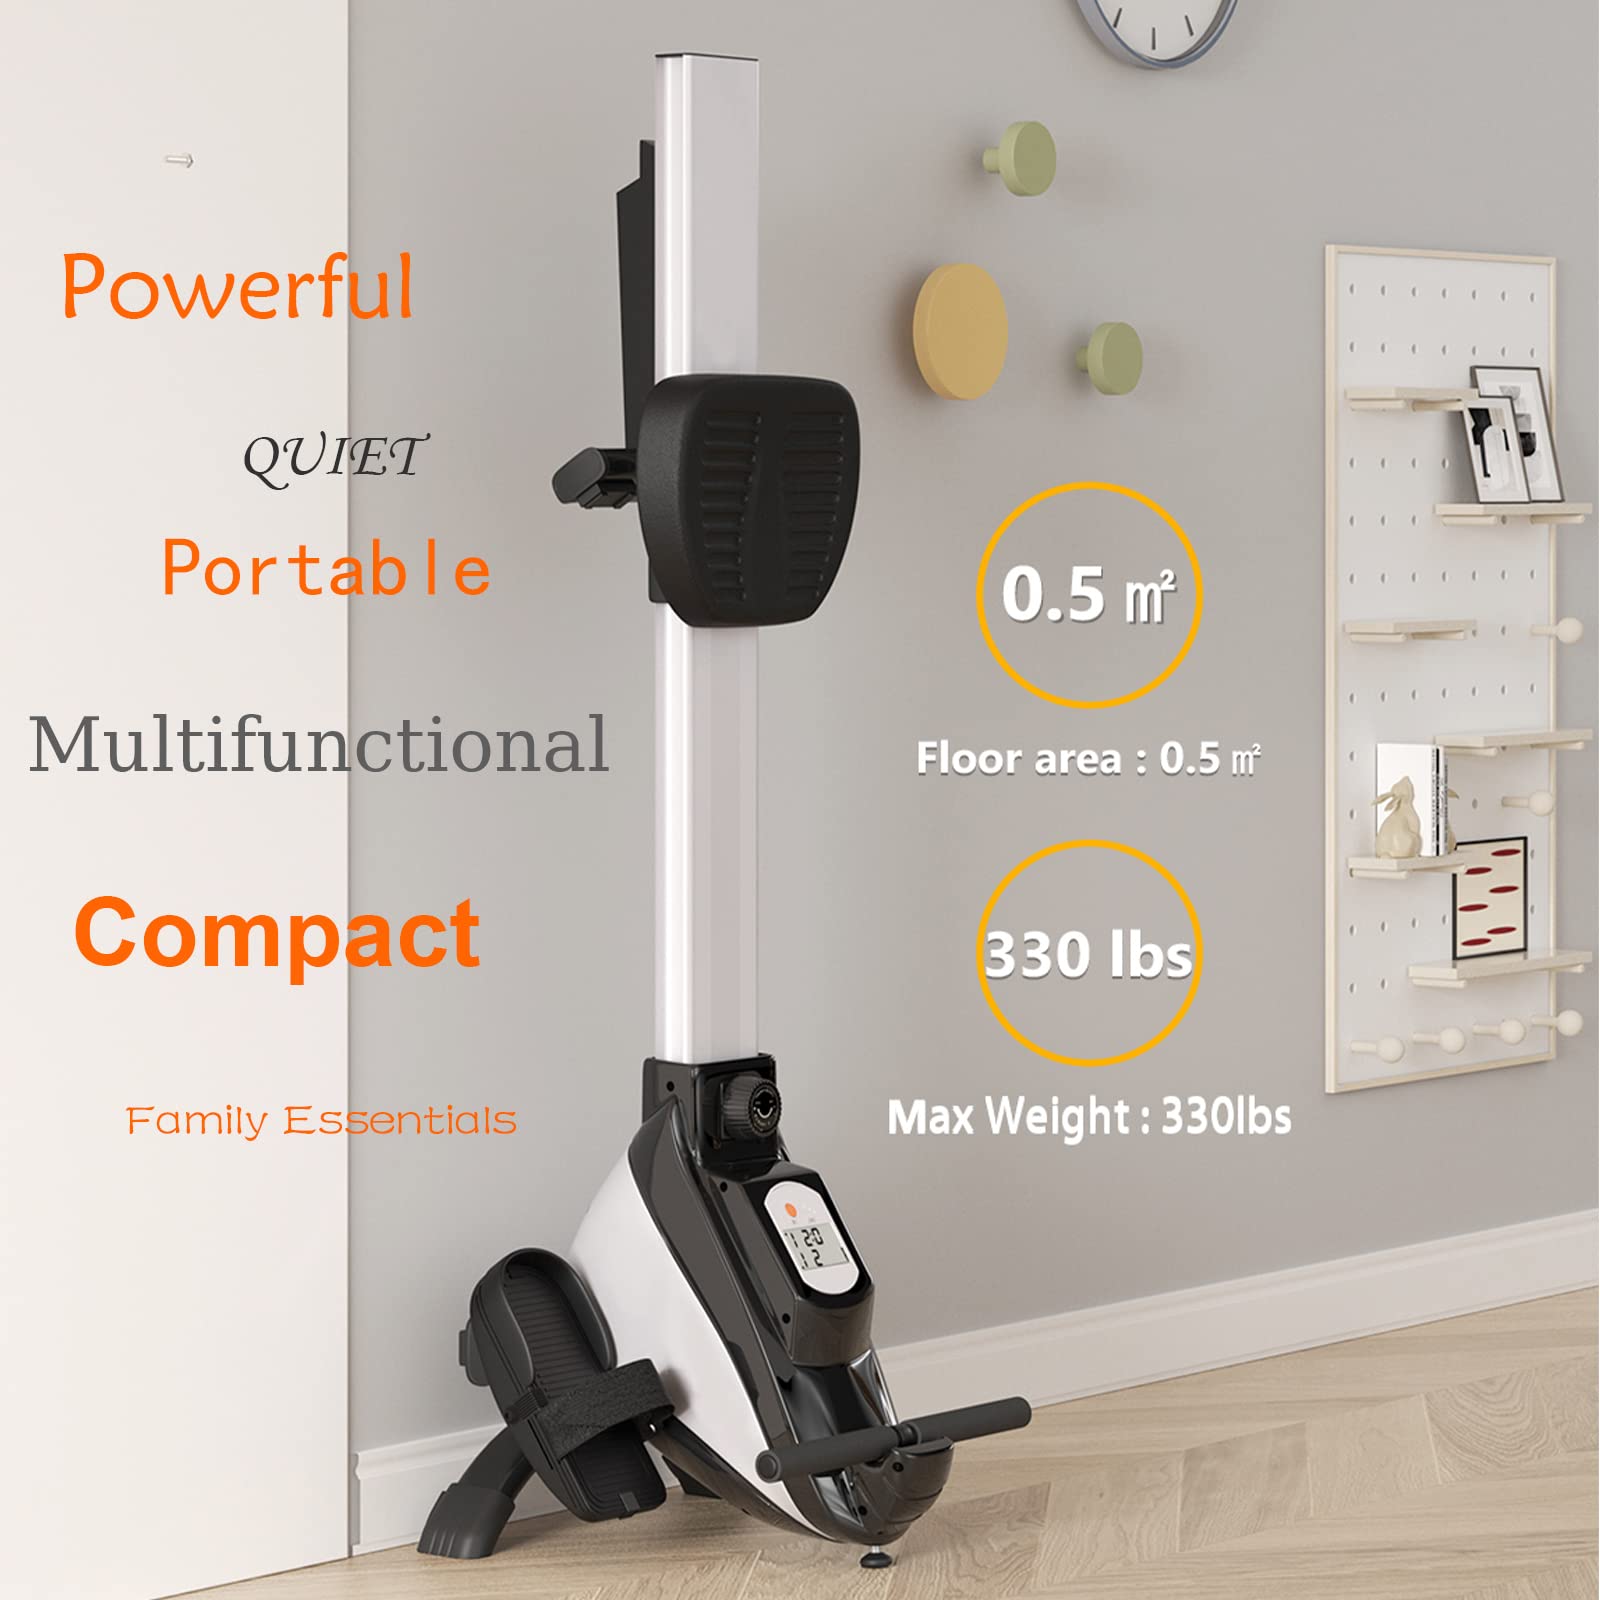 Powerful
QUIET
Portable
Multifunctional
Compact
Family Essentials
0.5 ㎡
Floor area : 0.5 ㎡
330 lbs
Max Weight : 330lbs